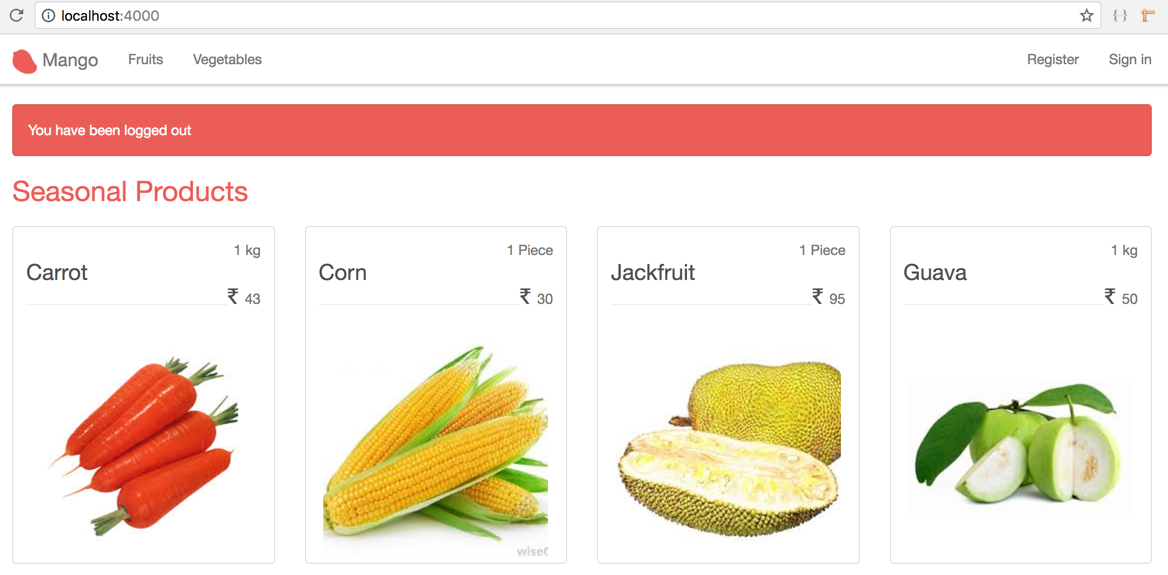 localhost:4000
Mango Fruits Vegetables Register Sign in
You have been logged out
Seasonal Products
1 kg
Carrot
₹ 43
1 Piece
Corn
₹ 30
1 Piece
Jackfruit
₹ 95
1 kg
Guava
₹ 50